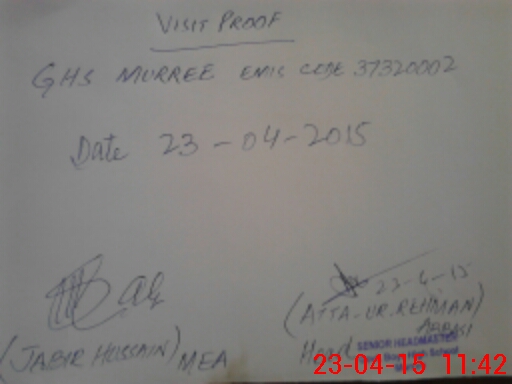 VISIT PROOF
GHS MURREE EMIS CODE 37320002
Date 23-04-2015
23-4-15
(ATTA-UR-REHMAN)
ABBASI
(JABIR HUSSAIN) MEA
Head
SENIOR HEADMASTER
School
23-04-15 11:42